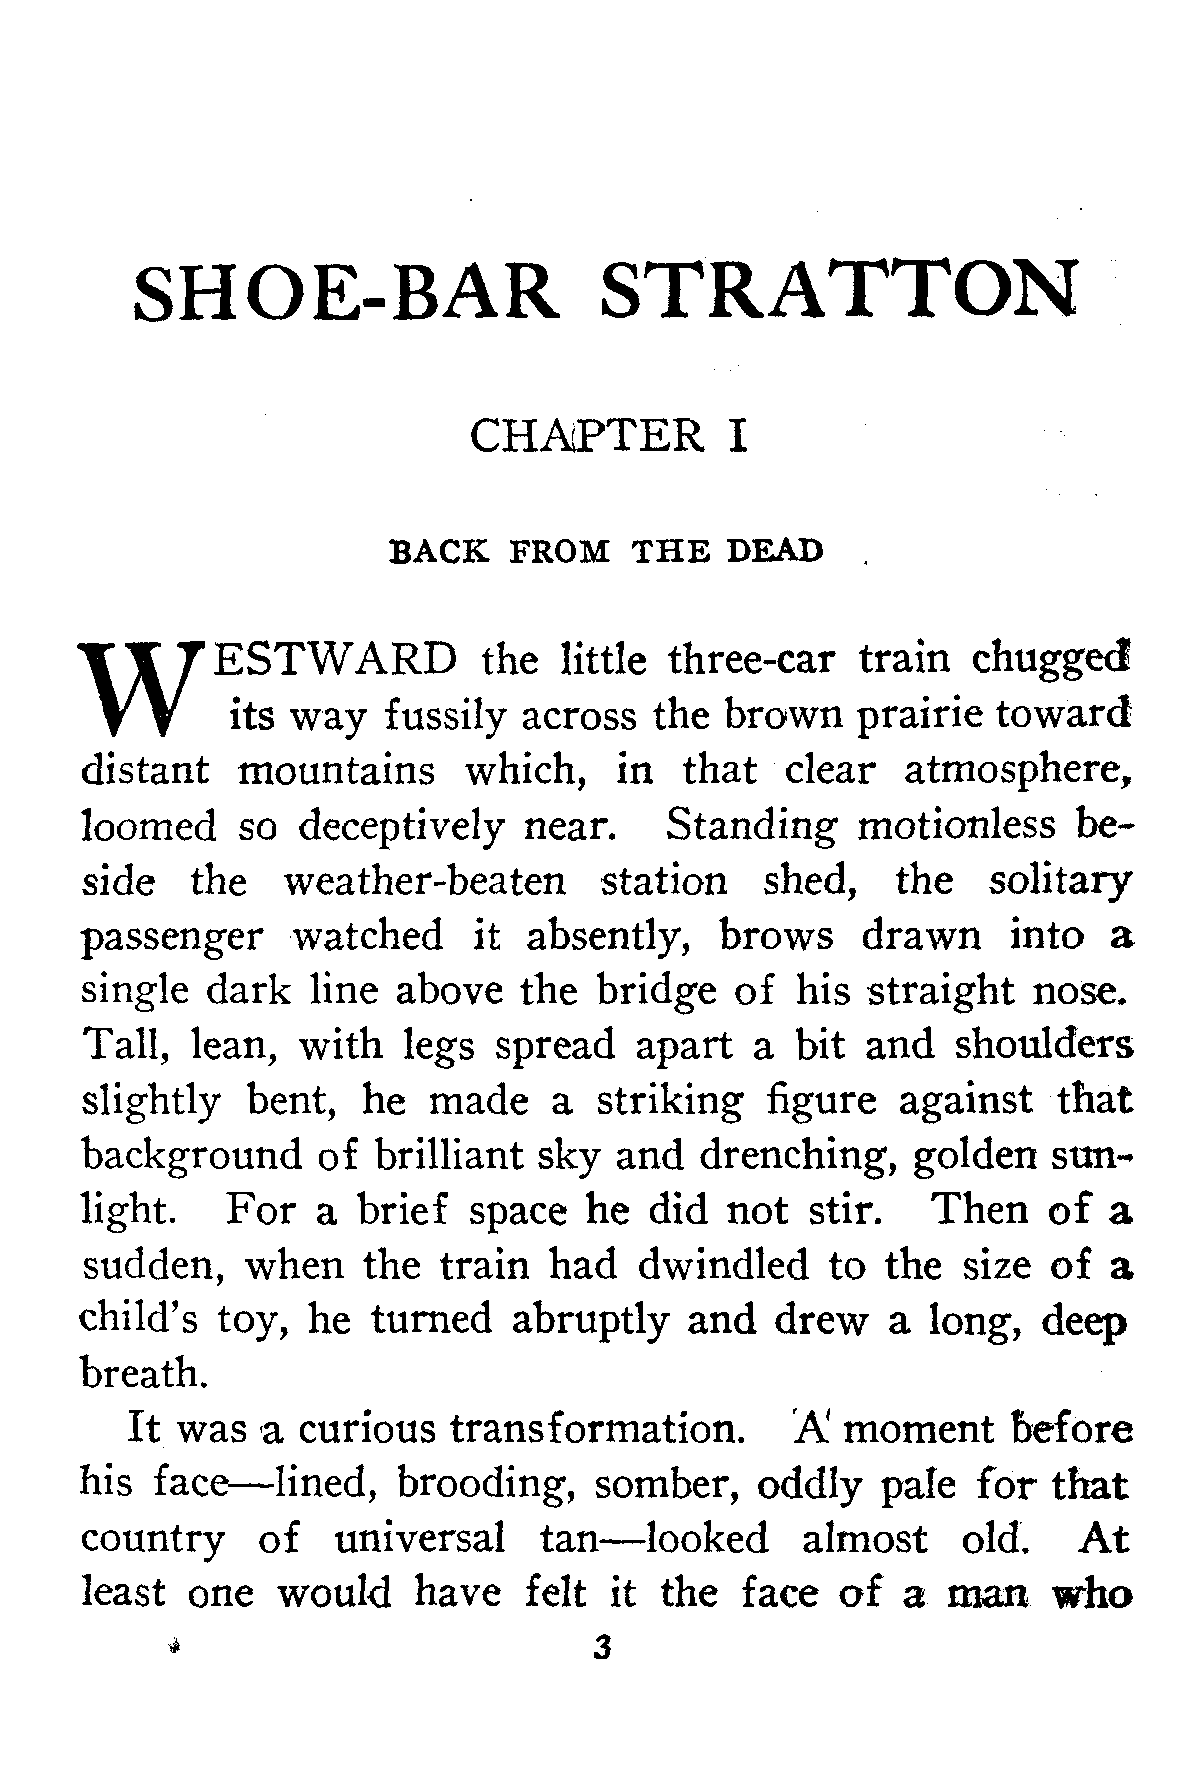 SHOE-BAR STRATTON
CHAPTER I
BACK FROM THE DEAD
WESTWARD the little three-car train chugged
its way fussily across the brown prairie toward
distant mountains which, in that clear atmosphere,
loomed so deceptively near. Standing motionless be-
side the weather-beaten station shed, the solitary
passenger watched it absently, brows drawn into a
single dark line above the bridge of his straight nose.
Tall, lean, with legs spread apart a bit and shoulders
slightly bent, he made a striking figure against that
background of brilliant sky and drenching, golden sun-
light. For a brief space he did not stir. Then of a
sudden, when the train had dwindled to the size of a
child's toy, he turned abruptly and drew a long, deep
breath.
It was a curious transformation. A moment before
his face—lined, brooding, somber, oddly pale for that
country of universal tan—looked almost old. At
least one would have felt it the face of a man who
3